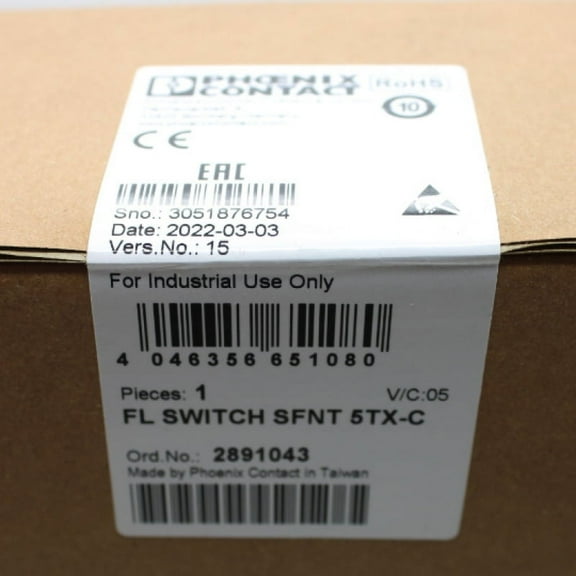 PHOENIX
CONTACT
RoHS
10
CE
EAC
Sno.: 3051876754
Date: 2022-03-03
Vers.No.: 15
For Industrial Use Only
4 046356 651080
Pieces: 1 V/C:05
FL SWITCH SFNT 5TX-C
Ord.No.: 2891043
Made by Phoenix Contact in Taiwan